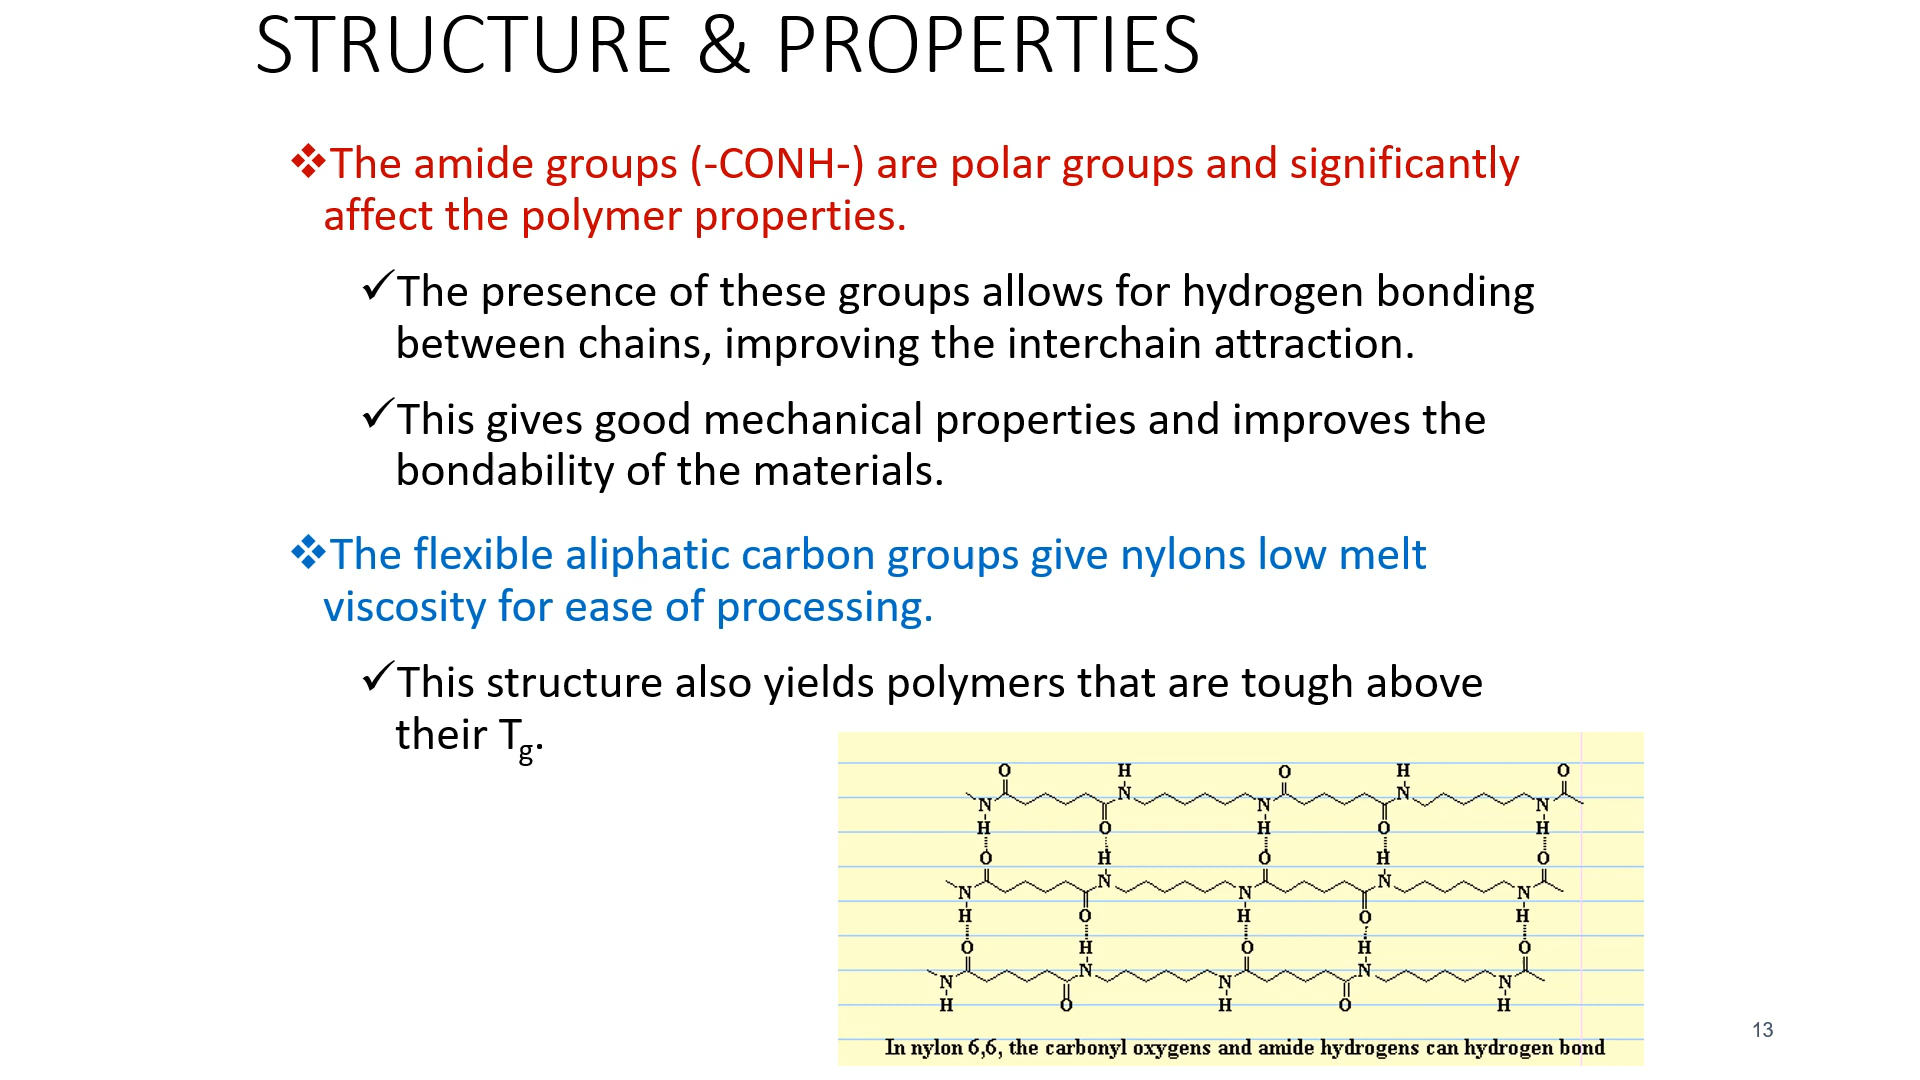 STRUCTURE & PROPERTIES
❖The amide groups (-CONH-) are polar groups and significantly
affect the polymer properties.
✓The presence of these groups allows for hydrogen bonding
between chains, improving the interchain attraction.
✓This gives good mechanical properties and improves the
bondability of the materials.
❖The flexible aliphatic carbon groups give nylons low melt
viscosity for ease of processing.
✓This structure also yields polymers that are tough above
their Tg.
O H O H O
N N N N N
H O H O H
O H O H O
N N N N N
H O H O H
O H O H O
N N N N N
H O H O H
In nylon 6,6, the carbonyl oxygens and amide hydrogens can hydrogen bond
13